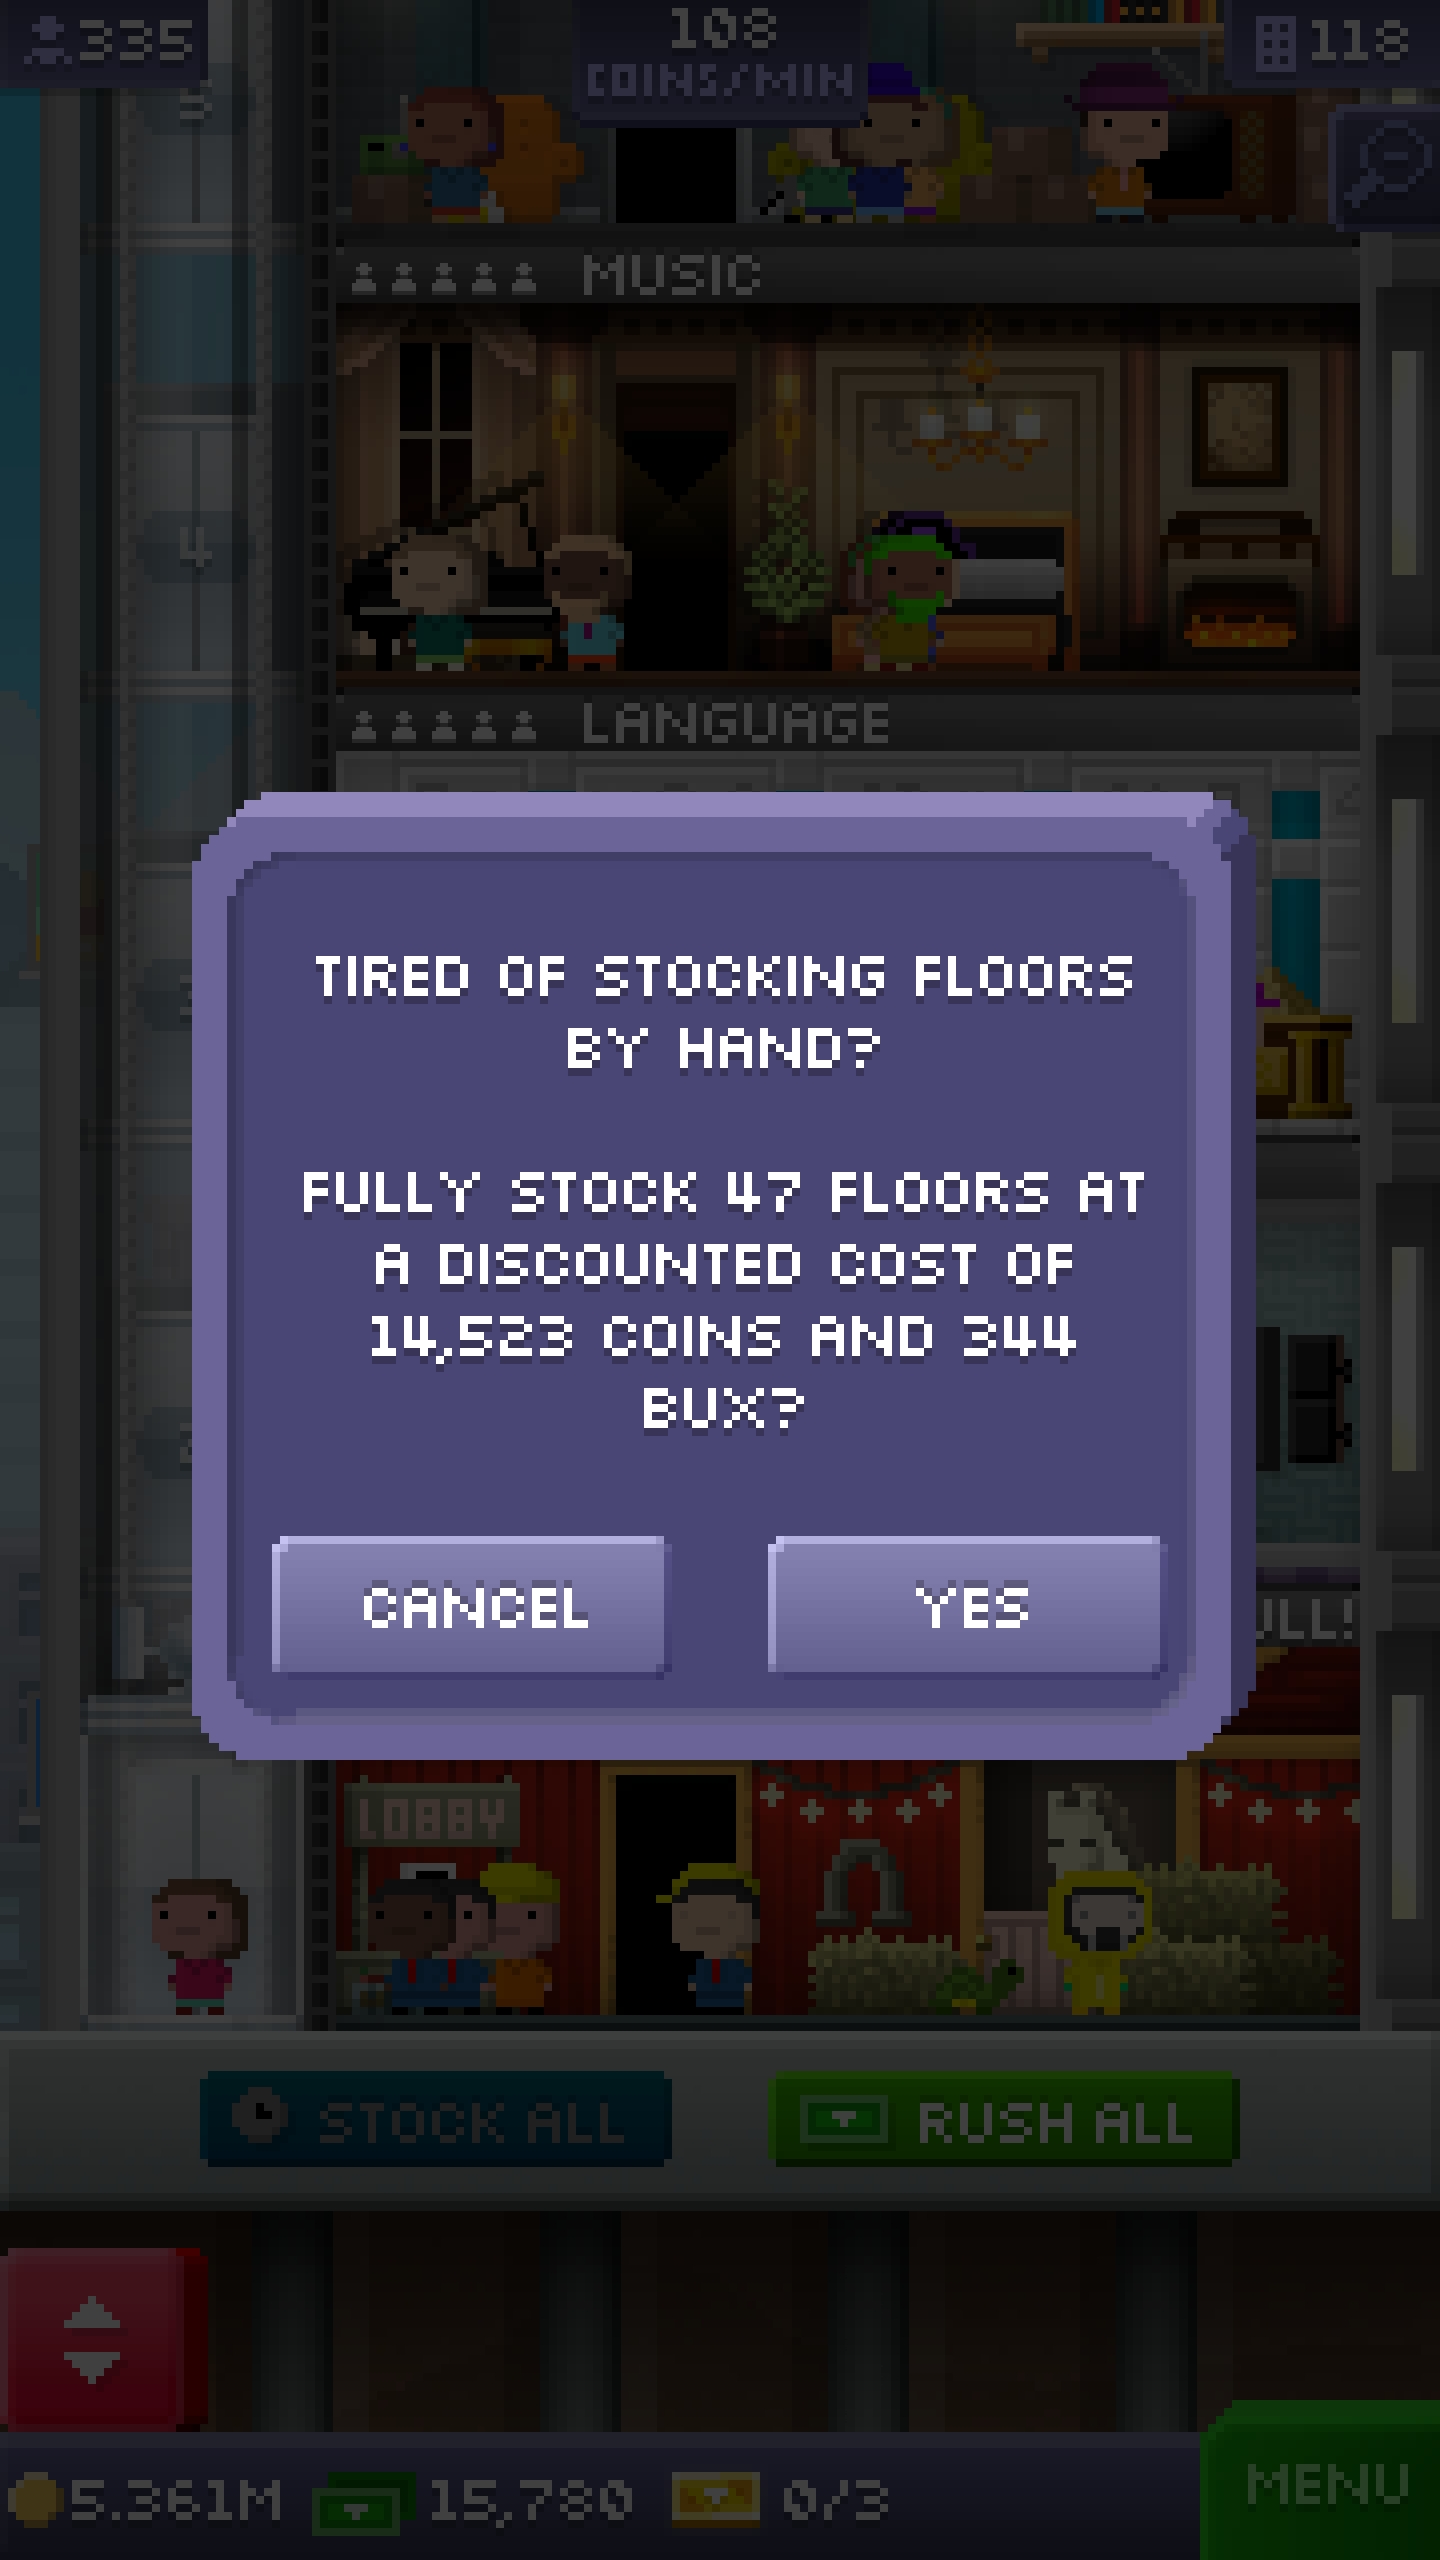 335
108
COINS/MIN
118
5
MUSIC
4
LANGUAGE
TIRED OF STOCKING FLOORS
BY HAND?
FULLY STOCK 47 FLOORS AT
A DISCOUNTED COST OF
14,523 COINS AND 344
BUX?
CANCEL
YES
LOBBY
STOCK ALL
RUSH ALL
5.361M
15,780
0/3
MENU